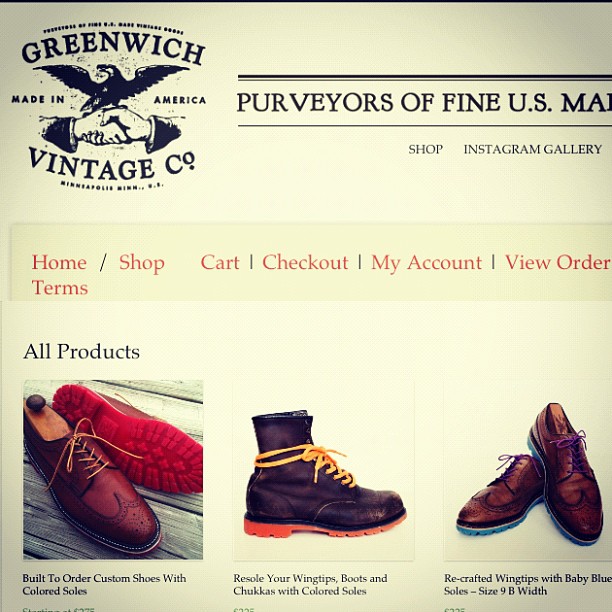 PURVEYORS OF FINE U.S. MADE VINTAGE GOODS
GREENWICH
MADE IN AMERICA
VINTAGE Co
MINNEAPOLIS MINN., U.S.
PURVEYORS OF FINE U.S. MA
SHOP INSTAGRAM GALLERY
Home / Shop Cart | Checkout | My Account | View Order
Terms
All Products
Built To Order Custom Shoes With
Colored Soles
Starting at $275
Resole Your Wingtips, Boots and
Chukkas with Colored Soles
Re-crafted Wingtips with Baby Blue
Soles – Size 9 B Width